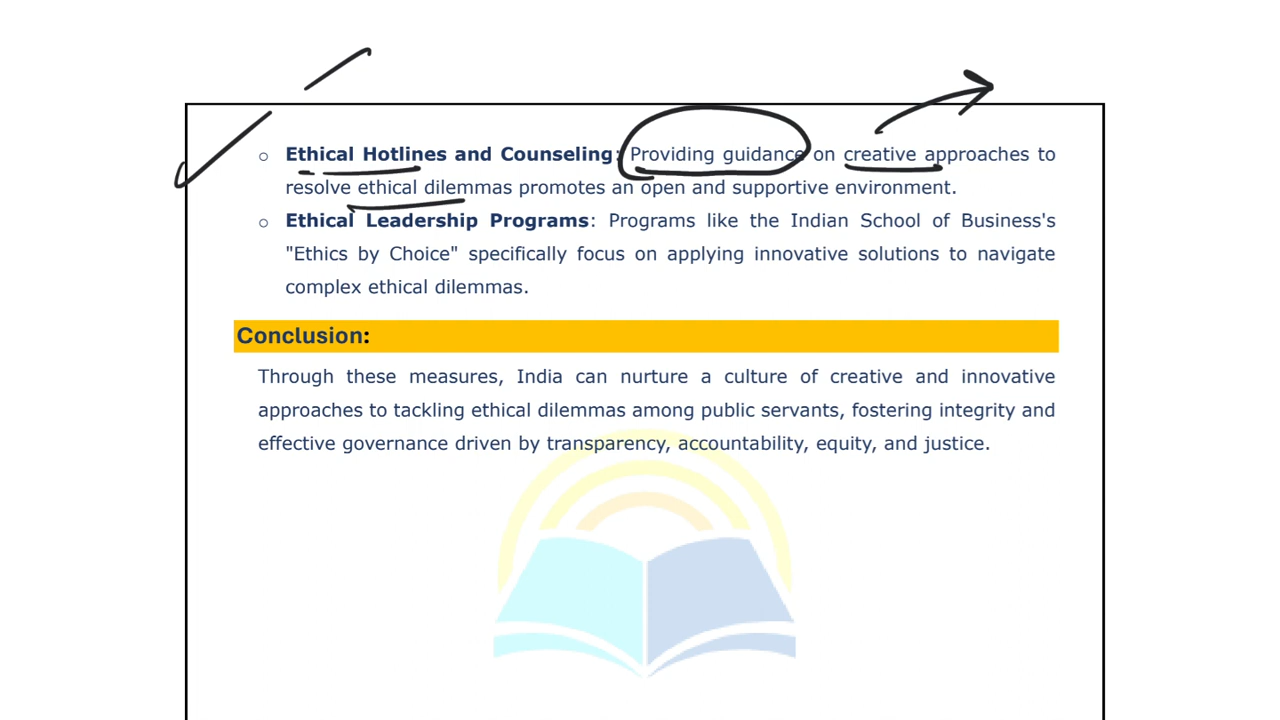 o Ethical Hotlines and Counseling: Providing guidance on creative approaches to
resolve ethical dilemmas promotes an open and supportive environment.
o Ethical Leadership Programs: Programs like the Indian School of Business's
"Ethics by Choice" specifically focus on applying innovative solutions to navigate
complex ethical dilemmas.
Conclusion:
Through these measures, India can nurture a culture of creative and innovative
approaches to tackling ethical dilemmas among public servants, fostering integrity and
effective governance driven by transparency, accountability, equity, and justice.